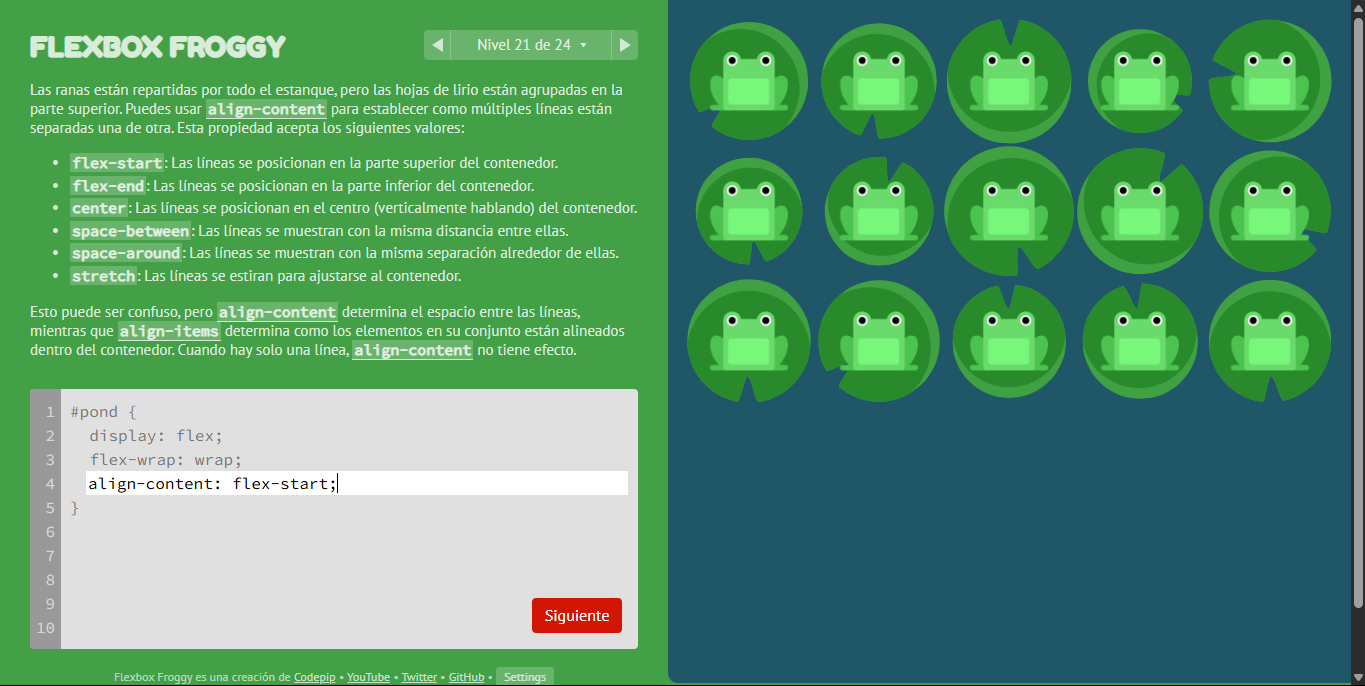 FLEXBOX FROGGY
◀ Nivel 21 de 24 ▾ ▶
Las ranas están repartidas por todo el estanque, pero las hojas de lirio están agrupadas en la
parte superior. Puedes usar align-content para establecer como múltiples líneas están
separadas una de otra. Esta propiedad acepta los siguientes valores:
• flex-start: Las líneas se posicionan en la parte superior del contenedor.
• flex-end: Las líneas se posicionan en la parte inferior del contenedor.
• center: Las líneas se posicionan en el centro (verticalmente hablando) del contenedor.
• space-between: Las líneas se muestran con la misma distancia entre ellas.
• space-around: Las líneas se muestran con la misma separación alrededor de ellas.
• stretch: Las líneas se estiran para ajustarse al contenedor.
Esto puede ser confuso, pero align-content determina el espacio entre las líneas,
mientras que align-items determina como los elementos en su conjunto están alineados
dentro del contenedor. Cuando hay solo una línea, align-content no tiene efecto.
1 #pond {
2 display: flex;
3 flex-wrap: wrap;
4 align-content: flex-start;
5 }
6
7
8
9
10
Siguiente
Flexbox Froggy es una creación de Codepip • YouTube • Twitter • GitHub • Settings